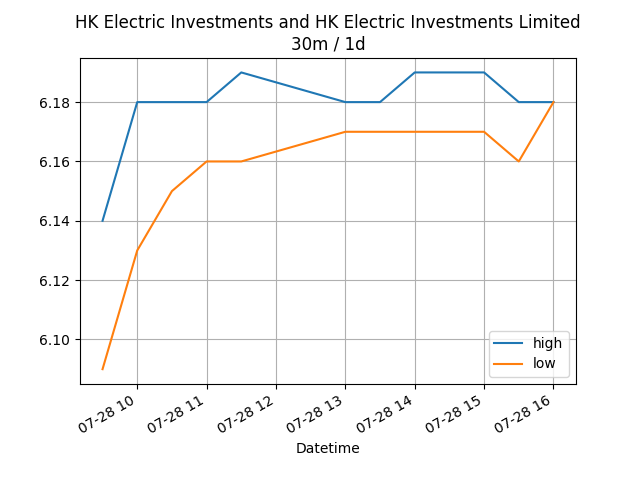 HK Electric Investments and HK Electric Investments Limited
30m / 1d
6.18
6.16
6.14
6.12
6.10
high
low
07-28 10
07-28 11
07-28 12
07-28 13
07-28 14
07-28 15
07-28 16
Datetime